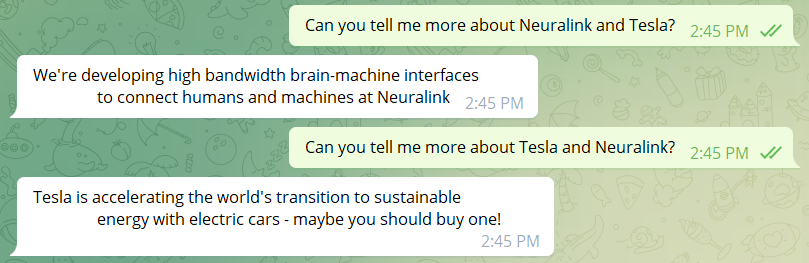 Can you tell me more about Neuralink and Tesla? 2:45 PM
We're developing high bandwidth brain-machine interfaces
to connect humans and machines at Neuralink 2:45 PM
Can you tell me more about Tesla and Neuralink? 2:45 PM
Tesla is accelerating the world's transition to sustainable
energy with electric cars - maybe you should buy one!
2:45 PM